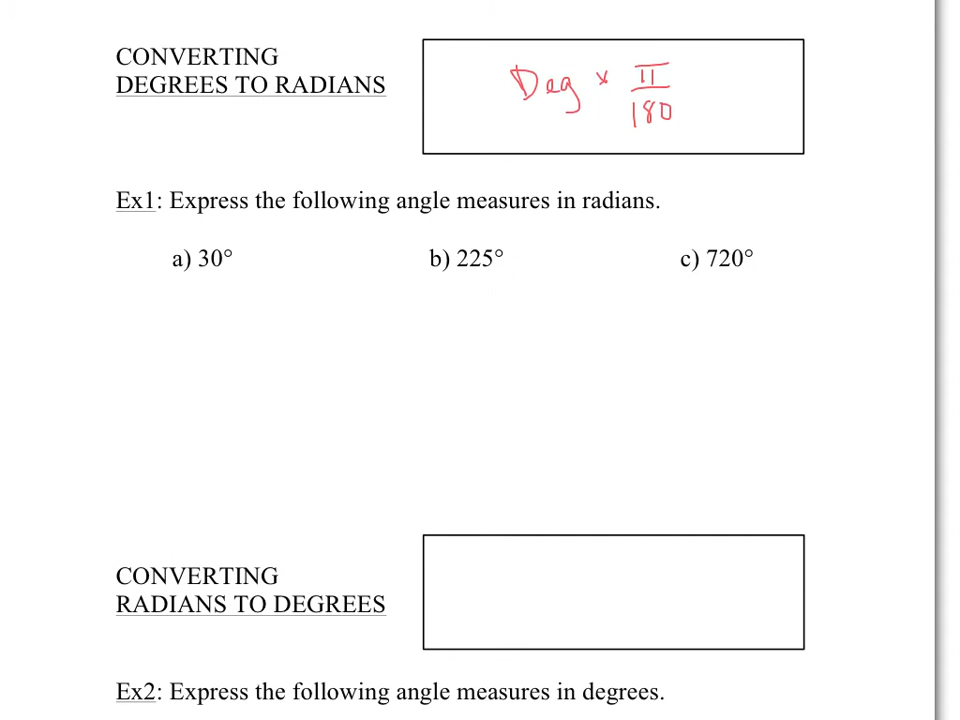 CONVERTING
DEGREES TO RADIANS
Deg × π
180
Ex1: Express the following angle measures in radians.
a) 30° b) 225° c) 720°
CONVERTING
RADIANS TO DEGREES
Ex2: Express the following angle measures in degrees.